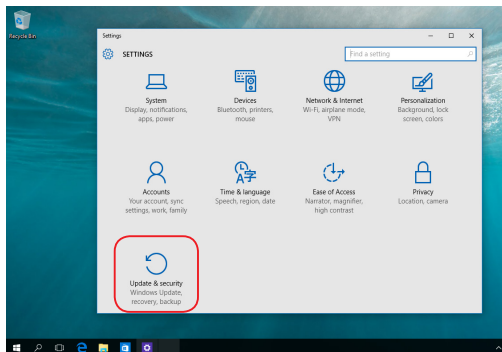 Recycle Bin
Settings
SETTINGS
Find a setting
System
Display, notifications,
apps, power
Devices
Bluetooth, printers,
mouse
Network & Internet
Wi-Fi, airplane mode,
VPN
Personalization
Background, lock
screen, colors
Accounts
Your account, sync
settings, work, family
Time & language
Speech, region, date
Ease of Access
Narrator, magnifier,
high contrast
Privacy
Location, camera
Update & security
Windows Update,
recovery, backup